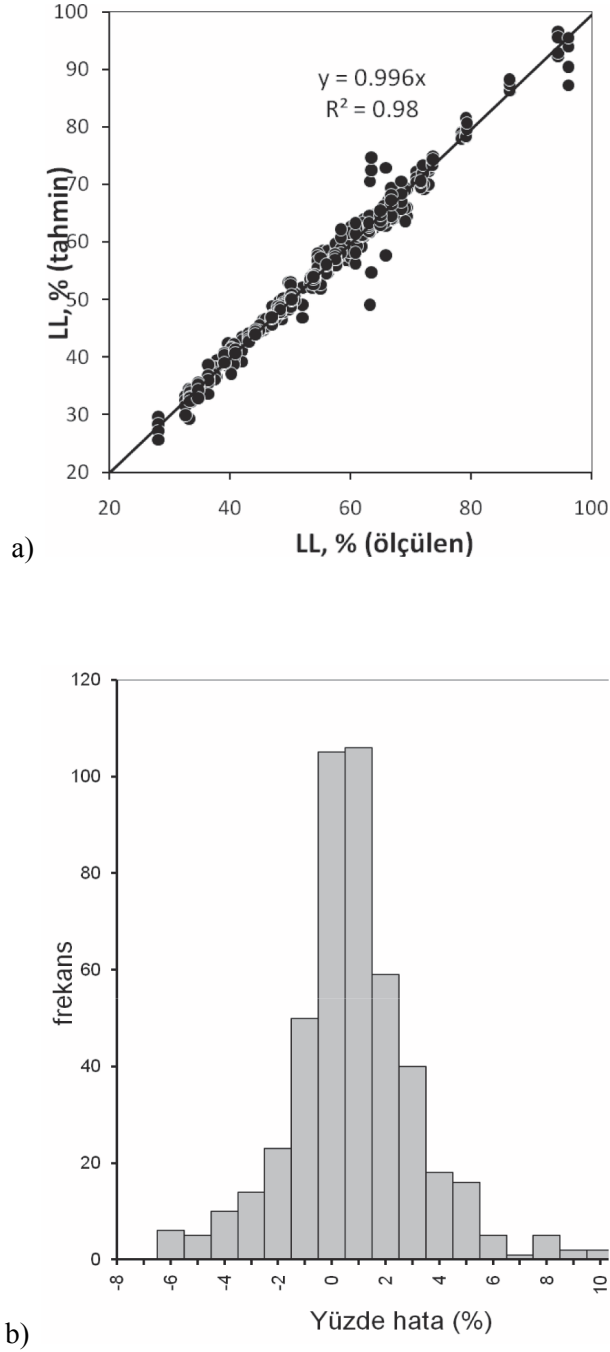 100
90
80
70
60
50
40
30
20
LL, % (tahmin)
y = 0.996x
R² = 0.98
20 40 60 80 100
LL, % (ölçülen)
a)
120
100
80
60
40
20
0
frekans
-8 -6 -4 -2 0 2 4 6 8 10
Yüzde hata (%)
b)